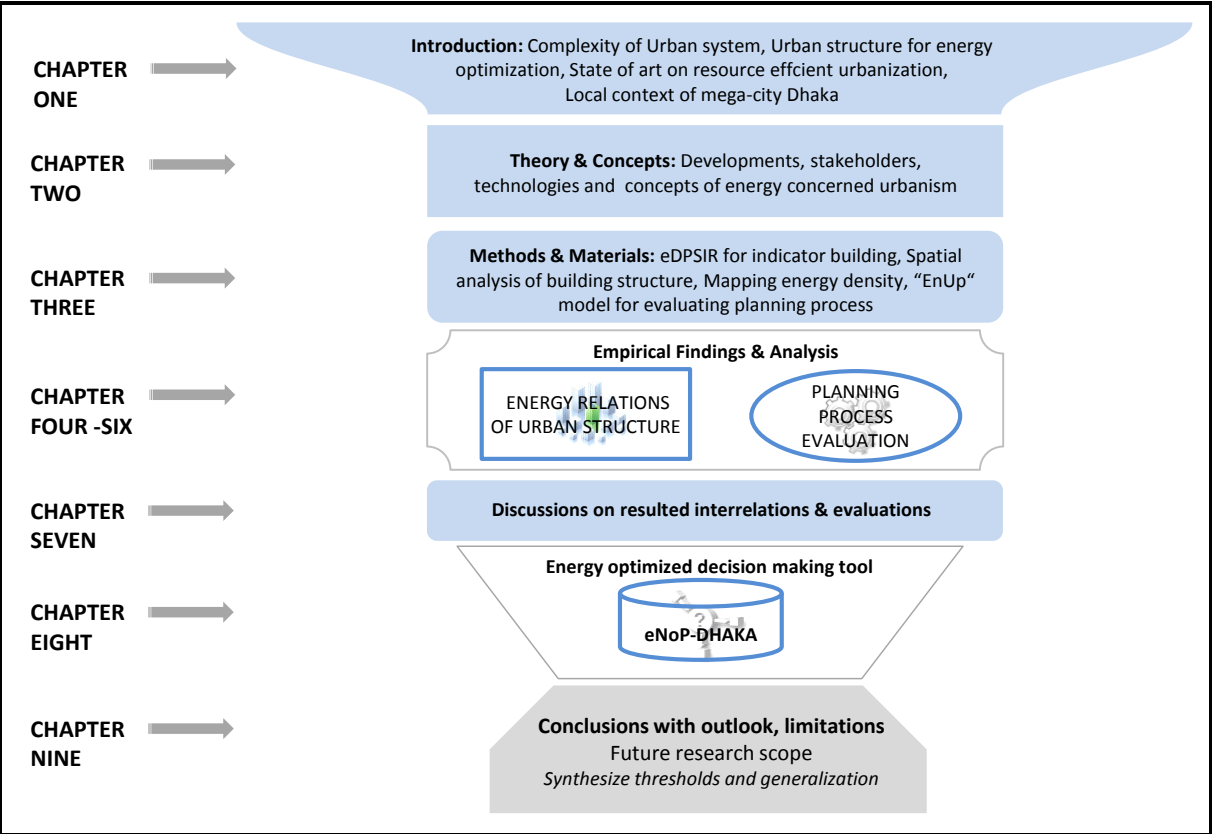 CHAPTER
ONE
Introduction: Complexity of Urban system, Urban structure for energy
optimization, State of art on resource effcient urbanization,
Local context of mega-city Dhaka
CHAPTER
TWO
Theory & Concepts: Developments, stakeholders,
technologies and concepts of energy concerned urbanism
CHAPTER
THREE
Methods & Materials: eDPSIR for indicator building, Spatial
analysis of building structure, Mapping energy density, “EnUp“
model for evaluating planning process
CHAPTER
FOUR -SIX
Empirical Findings & Analysis
ENERGY RELATIONS
OF URBAN STRUCTURE
PLANNING
PROCESS
EVALUATION
CHAPTER
SEVEN
Discussions on resulted interrelations & evaluations
CHAPTER
EIGHT
Energy optimized decision making tool
eNoP-DHAKA
CHAPTER
NINE
Conclusions with outlook, limitations
Future research scope
Synthesize thresholds and generalization